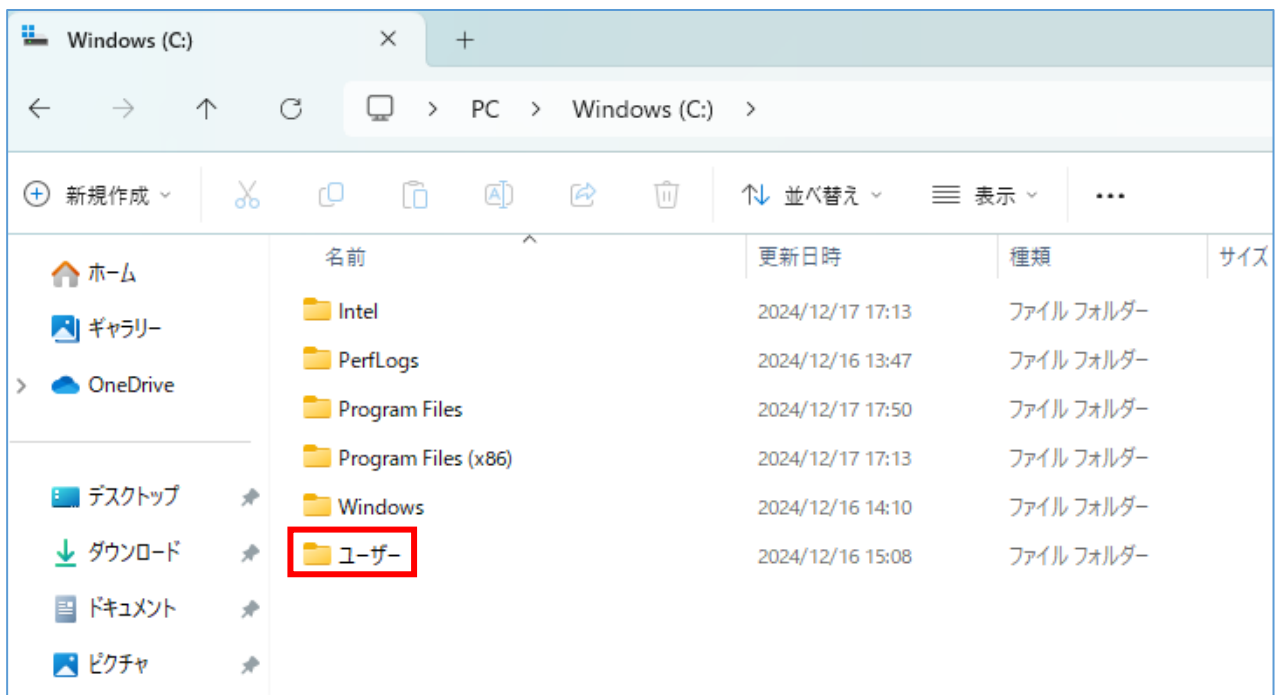 Windows (C:)
PC > Windows (C:) >
新規作成 並べ替え 表示
名前 更新日時 種類 サイズ
ホーム
ギャラリー
OneDrive
デスクトップ
ダウンロード
ドキュメント
ピクチャ
Intel 2024/12/17 17:13 ファイル フォルダー
PerfLogs 2024/12/16 13:47 ファイル フォルダー
Program Files 2024/12/17 17:50 ファイル フォルダー
Program Files (x86) 2024/12/17 17:13 ファイル フォルダー
Windows 2024/12/16 14:10 ファイル フォルダー
ユーザー 2024/12/16 15:08 ファイル フォルダー